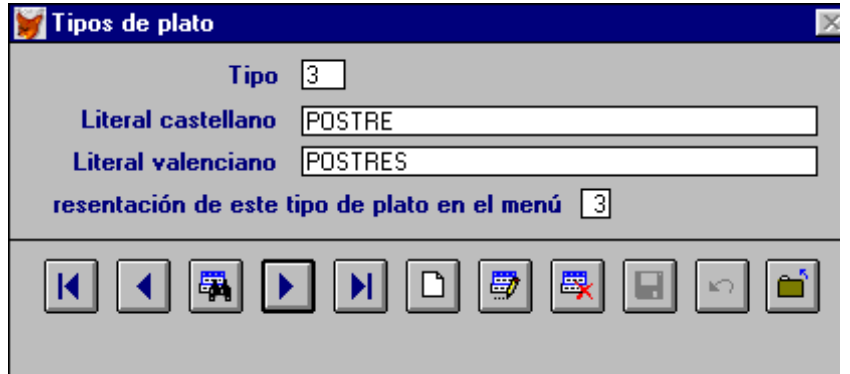 Tipos de plato
Tipo 3
Literal castellano POSTRE
Literal valenciano POSTRES
resentación de este tipo de plato en el menú 3